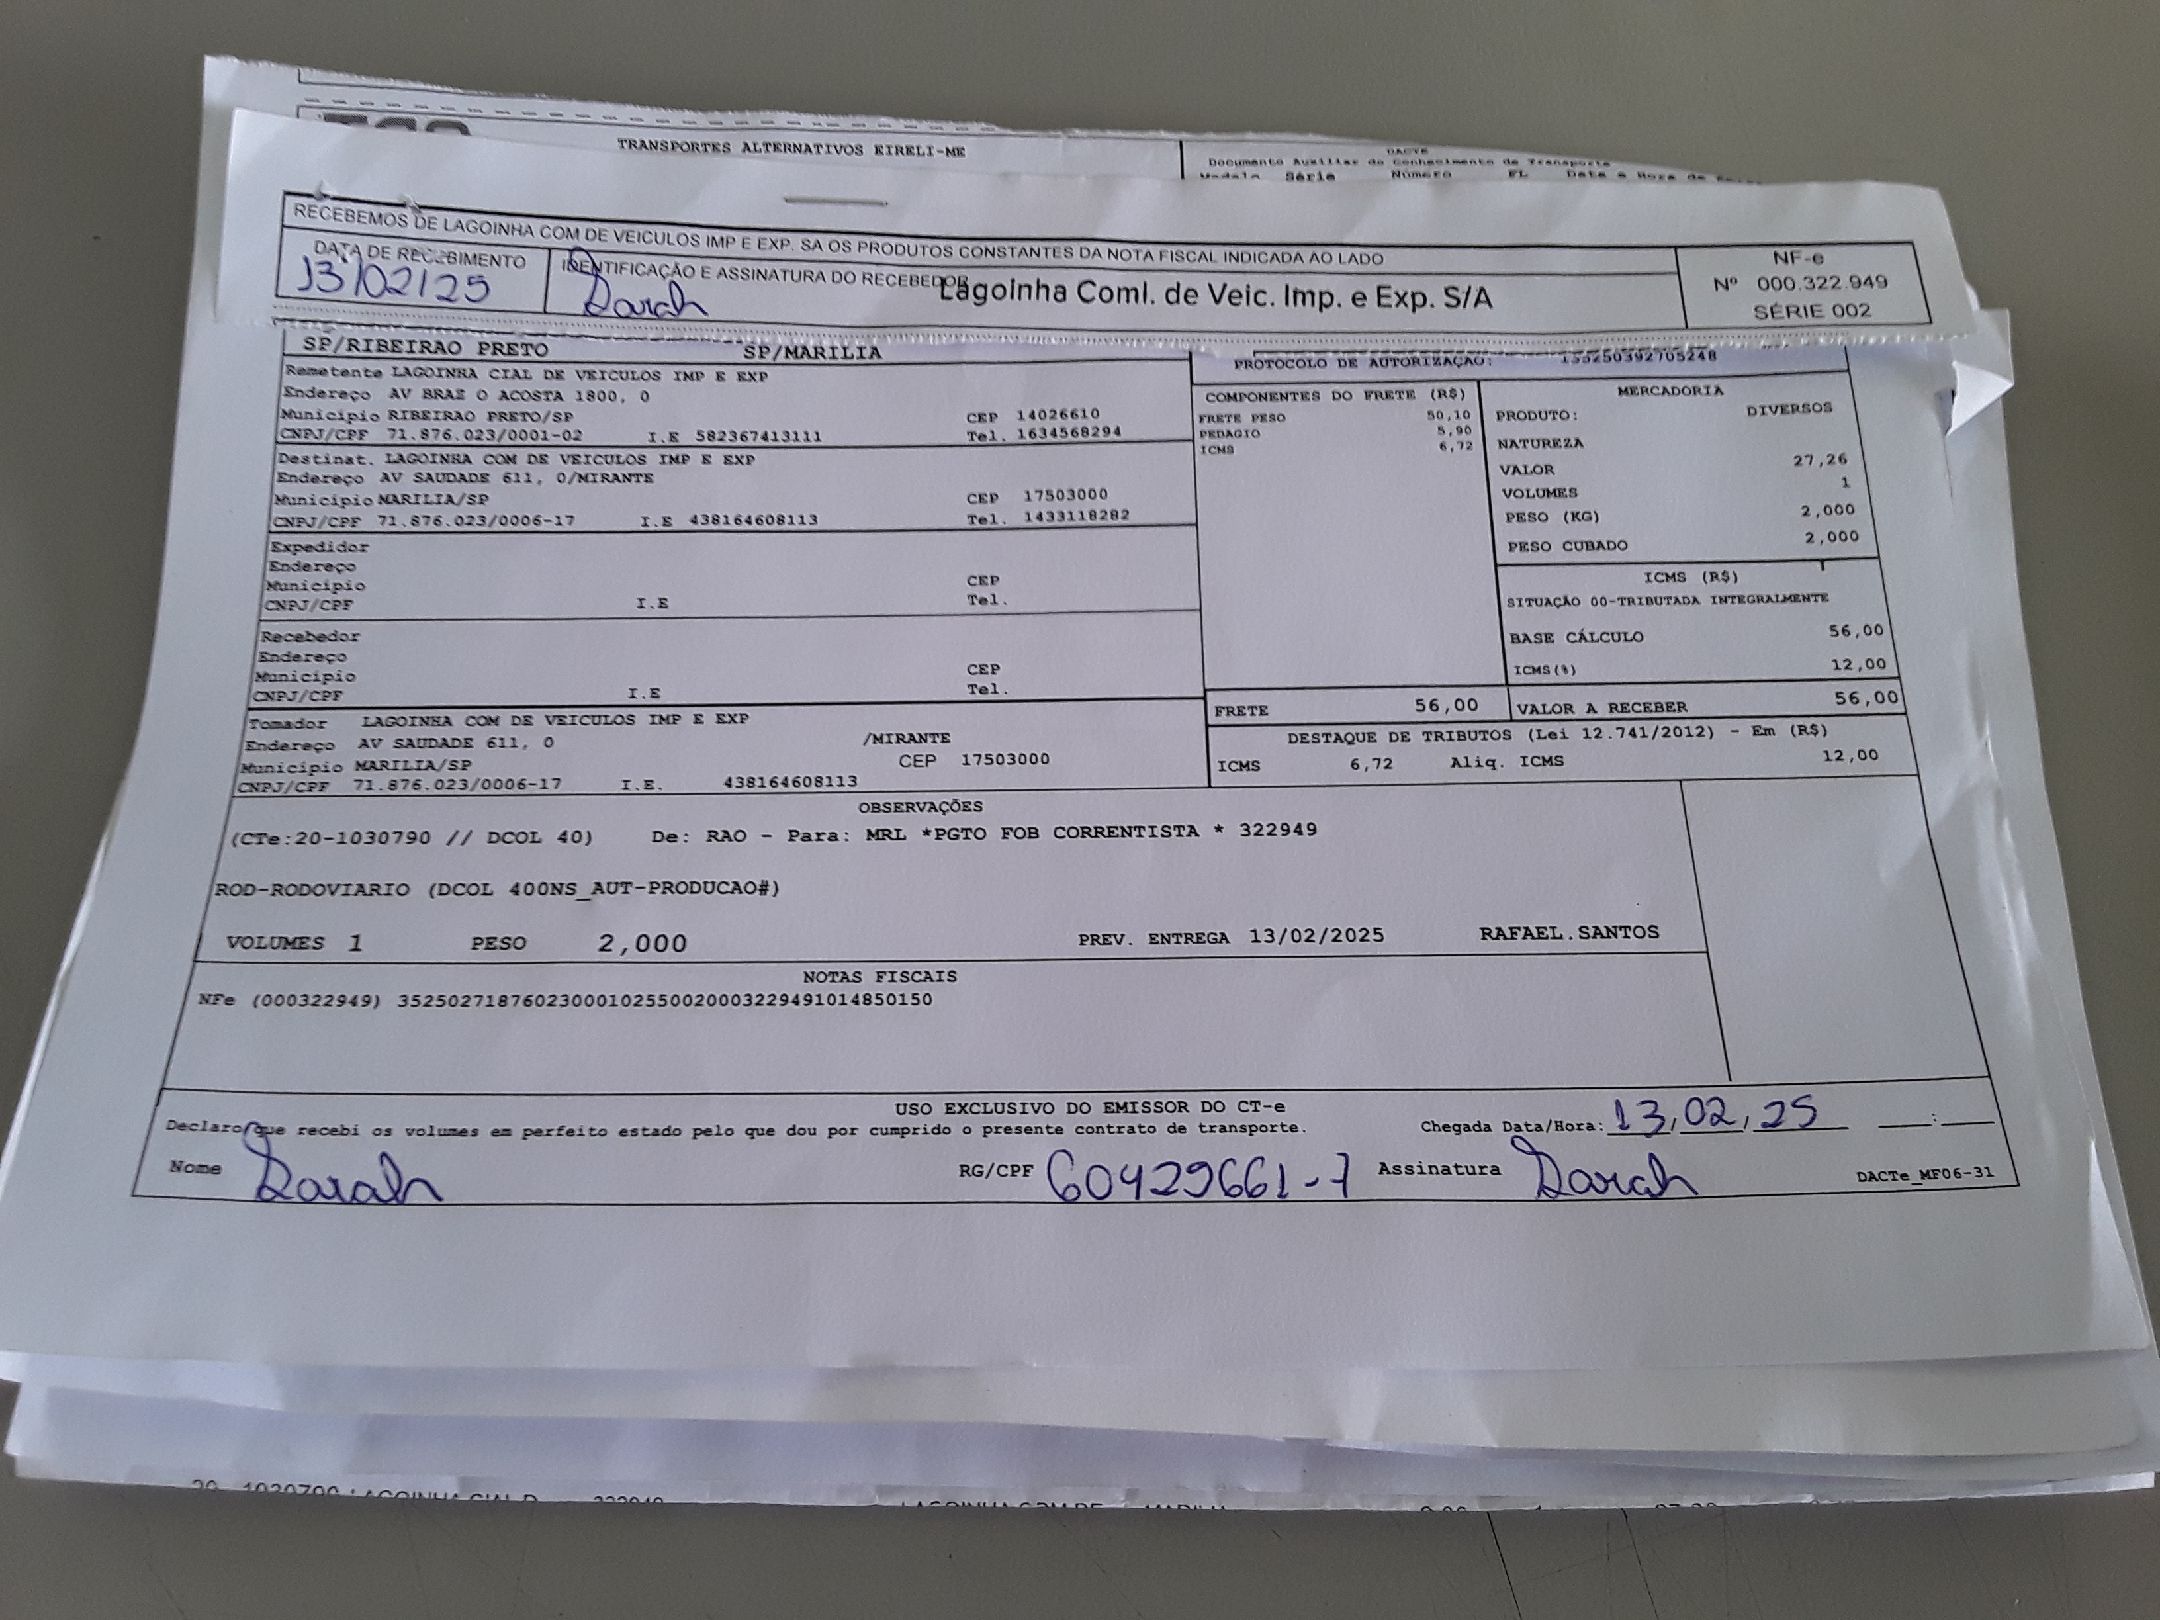 TRANSPORTES ALTERNATIVOS EIRELI-ME
DACTE
Documento Auxiliar do Conhecimento de Transporte
Modelo Série Número FL Data e Hora de
RECEBEMOS DE LAGOINHA COM DE VEICULOS IMP E EXP. SA OS PRODUTOS CONSTANTES DA NOTA FISCAL INDICADA AO LADO
DATA DE RECEBIMENTO
13/02/25
IDENTIFICAÇÃO E ASSINATURA DO RECEBEDOR
Sarah
Lagoinha Coml. de Veic. Imp. e Exp. S/A
NF-e
Nº 000.322.949
SÉRIE 002
SP/RIBEIRAO PRETO SP/MARILIA
Remetente LAGOINHA CIAL DE VEICULOS IMP E EXP
Endereço AV BRAZ O ACOSTA 1800, 0
Município RIBEIRAO PRETO/SP CEP 14026610
CNPJ/CPF 71.876.023/0001-02 I.E 582367413111 Tel. 1634568294
Destinat. LAGOINHA COM DE VEICULOS IMP E EXP
Endereço AV SAUDADE 611, 0/MIRANTE
Município MARILIA/SP CEP 17503000
CNPJ/CPF 71.876.023/0006-17 I.E 438164608113 Tel. 1433118282
Expedidor
Endereço
Município CEP
CNPJ/CPF I.E Tel.
Recebedor
Endereço
Município CEP
CNPJ/CPF I.E Tel.
Tomador LAGOINHA COM DE VEICULOS IMP E EXP
Endereço AV SAUDADE 611, 0 /MIRANTE
Município MARILIA/SP CEP 17503000
CNPJ/CPF 71.876.023/0006-17 I.E. 438164608113
PROTOCOLO DE AUTORIZAÇÃO: 135250392705248
COMPONENTES DO FRETE (R$)
FRETE PESO 50,10
PEDAGIO 5,90
ICMS 6,72
MERCADORIA
PRODUTO: DIVERSOS
NATUREZA
VALOR 27,26
VOLUMES 1
PESO (KG) 2,000
PESO CUBADO 2,000
ICMS (R$)
SITUAÇÃO 00-TRIBUTADA INTEGRALMENTE
BASE CÁLCULO 56,00
ICMS(%) 12,00
FRETE 56,00 VALOR A RECEBER 56,00
DESTAQUE DE TRIBUTOS (Lei 12.741/2012) - Em (R$)
ICMS 6,72 Aliq. ICMS 12,00
OBSERVAÇÕES
(CTe:20-1030790 // DCOL 40) De: RAO - Para: MRL *PGTO FOB CORRENTISTA * 322949
ROD-RODOVIARIO (DCOL 400NS_AUT-PRODUCAO#)
VOLUMES 1 PESO 2,000 PREV. ENTREGA 13/02/2025 RAFAEL.SANTOS
NOTAS FISCAIS
NFe (000322949) 35250271876023000102550020003229491014850150
USO EXCLUSIVO DO EMISSOR DO CT-e
Declaro que recebi os volumes em perfeito estado pelo que dou por cumprido o presente contrato de transporte. Chegada Data/Hora: 13/02/25 :
Nome Sarah RG/CPF 60429661-7 Assinatura Sarah DACTe_MF06-31